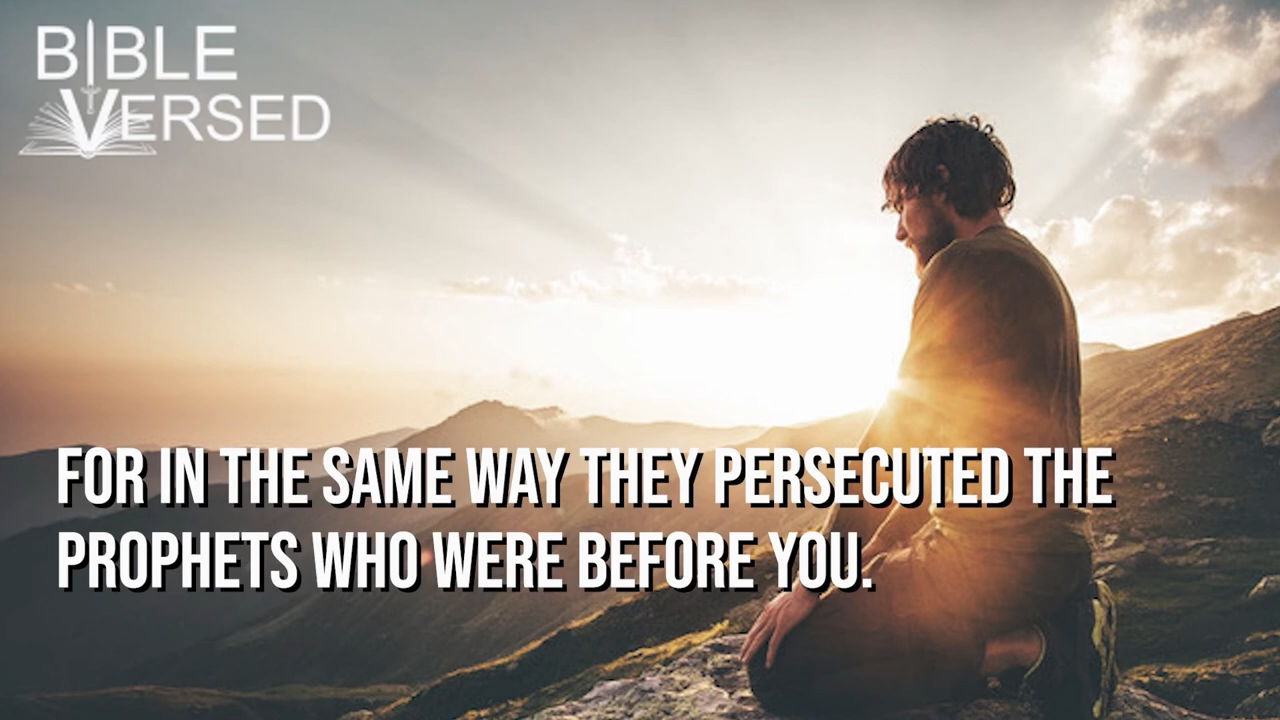 BIBLE
VERSED
FOR IN THE SAME WAY THEY PERSECUTED THE
PROPHETS WHO WERE BEFORE YOU.